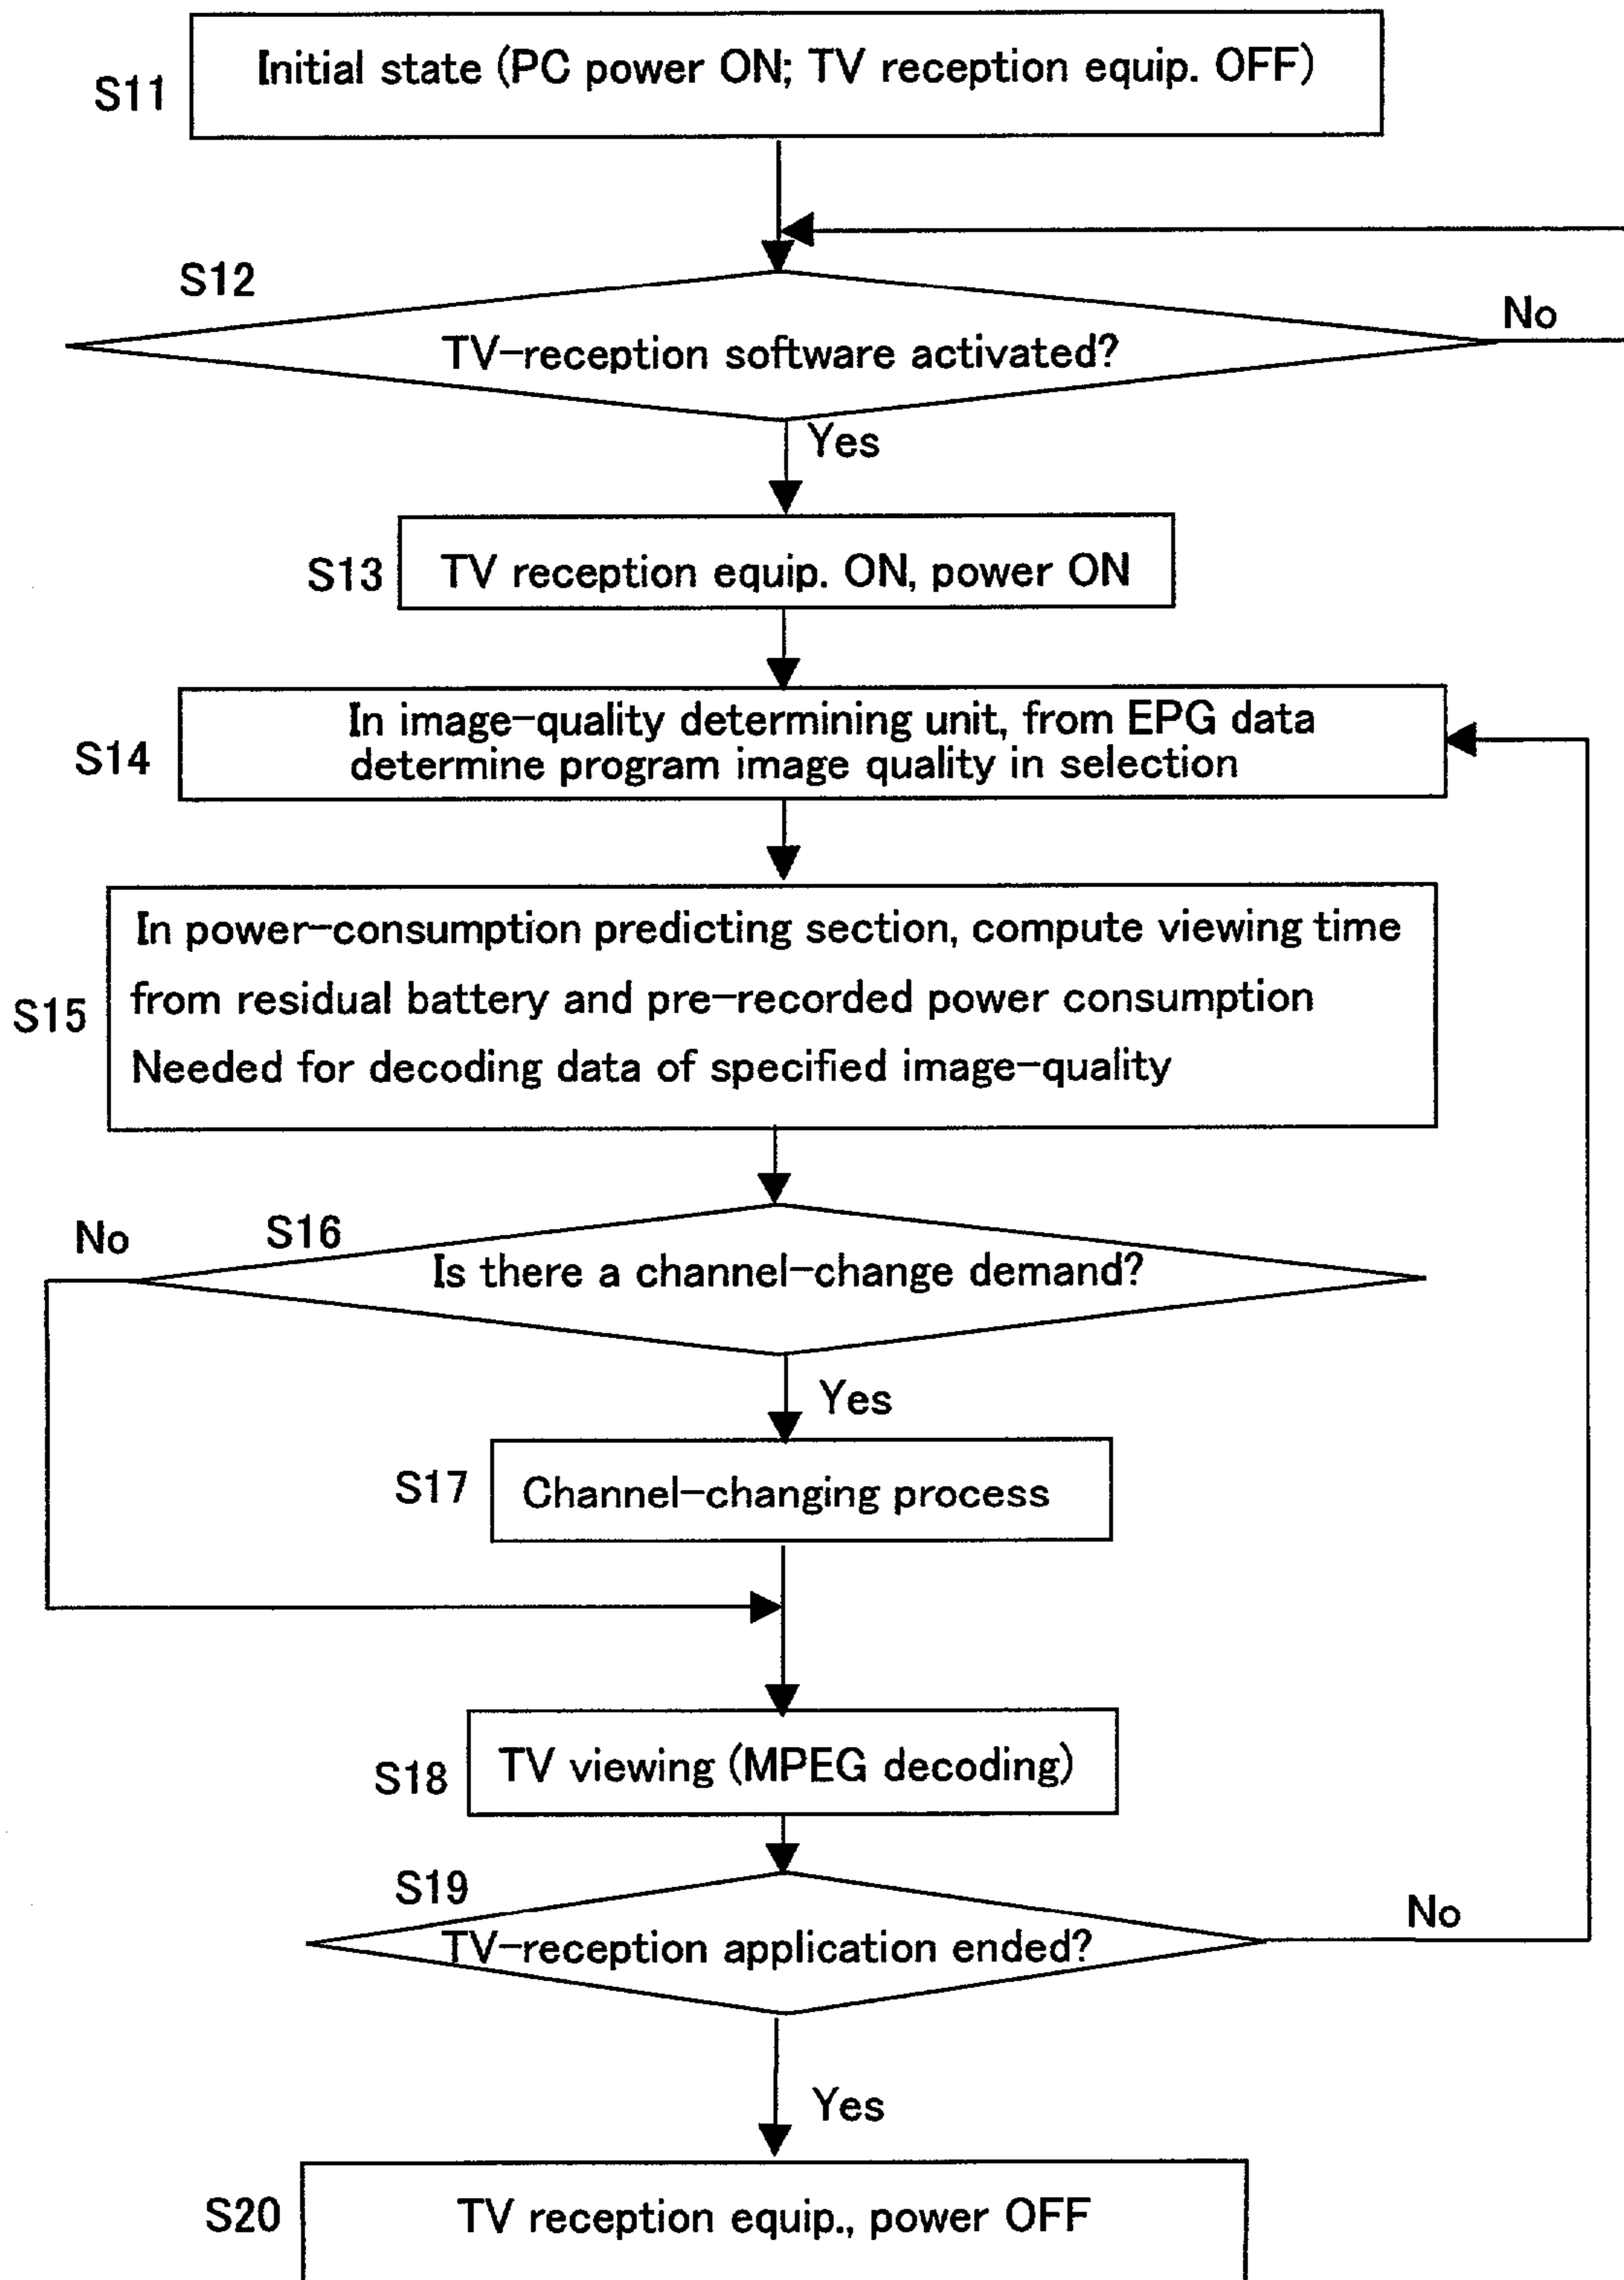 S11
Initial state (PC power ON; TV reception equip. OFF)
S12
TV-reception software activated?
No
Yes
S13
TV reception equip. ON, power ON
S14
In image-quality determining unit, from EPG data
determine program image quality in selection
S15
In power-consumption predicting section, compute viewing time
from residual battery and pre-recorded power consumption
Needed for decoding data of specified image-quality
No
S16
Is there a channel-change demand?
Yes
S17
Channel-changing process
S18
TV viewing (MPEG decoding)
S19
TV-reception application ended?
No
Yes
S20
TV reception equip., power OFF